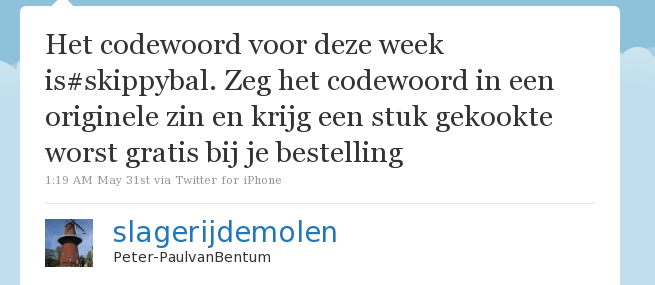 Het codewoord voor deze week
is#skippybal. Zeg het codewoord in een
originele zin en krijg een stuk gekookte
worst gratis bij je bestelling
1:19 AM May 31st via Twitter for iPhone
slagerijdemolen
Peter-PaulvanBentum